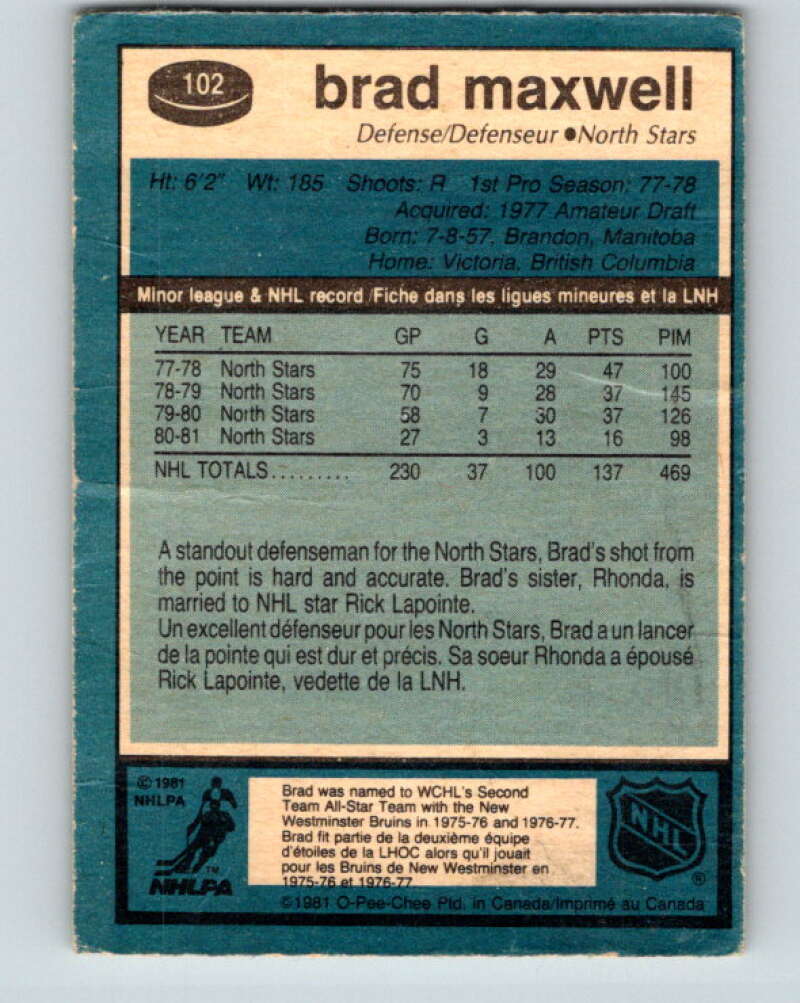 102
brad maxwell
Defense/Defenseur ●North Stars
Ht: 6'2" Wt: 185 Shoots: R 1st Pro Season: 77-78
Acquired: 1977 Amateur Draft
Born: 7-8-57, Brandon, Manitoba
Home: Victoria, British Columbia
Minor league & NHL record/Fiche dans les ligues mineures et la LNH
YEAR TEAM GP G A PTS PIM
77-78 North Stars 75 18 29 47 100
78-79 North Stars 70 9 28 37 145
79-80 North Stars 58 7 30 37 126
80-81 North Stars 27 3 13 16 98
NHL TOTALS......... 230 37 100 137 469
A standout defenseman for the North Stars, Brad's shot from
the point is hard and accurate. Brad's sister, Rhonda, is
married to NHL star Rick Lapointe.
Un excellent défenseur pour les North Stars, Brad a un lancer
de la pointe qui est dur et précis. Sa soeur Rhonda a épousé
Rick Lapointe, vedette de la LNH.
©1981
NHLPA
TM
NHLPA
Brad was named to WCHL's Second
Team All-Star Team with the New
Westminster Bruins in 1975-76 and 1976-77.
Brad fit partie de la deuxième équipe
d'étoiles de la LHOC alors qu'il jouait
pour les Bruins de New Westminster en
1975-76 et 1976-77
NHL
®
©1981 O-Pee-Chee Ptd. in Canada/Imprimé au Canada